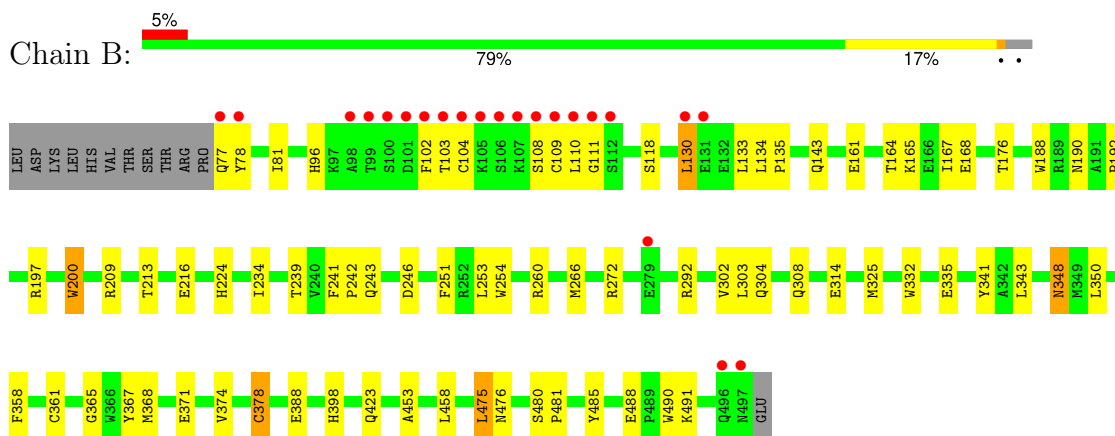 5%
Chain B:
79% 17% • •
LEU ASP LYS LEU HIS VAL THR SER THR ARG PRO Q77 Y78 I81 H96 K97 A98 T99 S100 D101 F102 T103 C104 K105 S106 K107 S108 C109 L110 G111 S112 S118 L130 E131 E132 L133 L134 P135 Q143 E161 T164 K165 E166 I167 E168 T176 W188 R189 N190 A191
R197 W200 R209 T213 E216 H224 I234 T239 V240 F241 P242 Q243 D246 F251 R252 L253 W254 R260 M266 R272 E279 R292 V302 L303 Q304 Q308 E314 M325 W332 E335 Y341 A342 L343 N348 M349 L350
F358 C361 G365 W366 Y367 M368 E371 V374 C378 E388 H398 Q423 A453 L458 L475 N476 S480 P481 Y485 E488 P489 W490 K491 Q496 N497 GLU